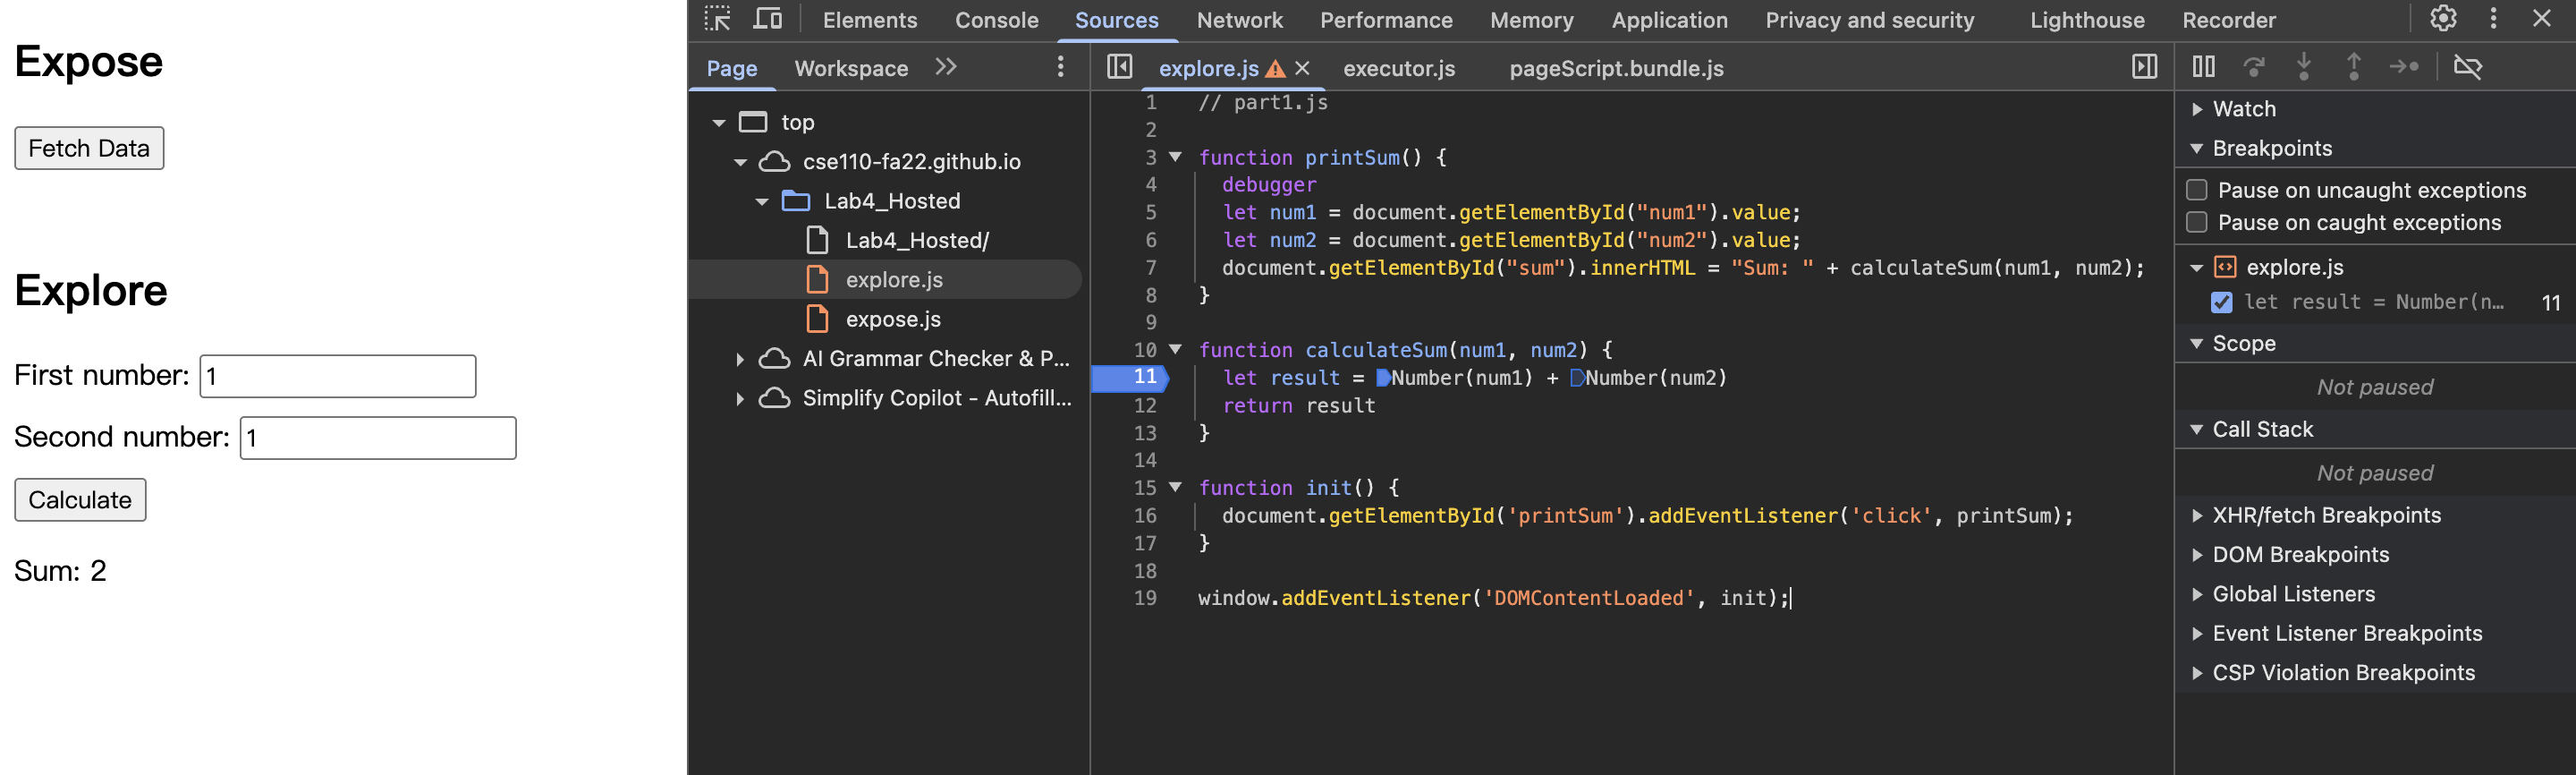 Expose
Fetch Data
Explore
First number: 1
Second number: 1
Calculate
Sum: 2
Elements Console Sources Network Performance Memory Application Privacy and security Lighthouse Recorder
Page Workspace
explore.js executor.js pageScript.bundle.js
top
cse110-fa22.github.io
Lab4_Hosted
Lab4_Hosted/
explore.js
expose.js
AI Grammar Checker & P...
Simplify Copilot - Autofill...
1 // part1.js
2
3 function printSum() {
4 debugger
5 let num1 = document.getElementById("num1").value;
6 let num2 = document.getElementById("num2").value;
7 document.getElementById("sum").innerHTML = "Sum: " + calculateSum(num1, num2);
8 }
9
10 function calculateSum(num1, num2) {
11 let result = Number(num1) + Number(num2)
12 return result
13 }
14
15 function init() {
16 document.getElementById('printSum').addEventListener('click', printSum);
17 }
18
19 window.addEventListener('DOMContentLoaded', init);
Watch
Breakpoints
Pause on uncaught exceptions
Pause on caught exceptions
explore.js
let result = Number(n... 11
Scope
Not paused
Call Stack
Not paused
XHR/fetch Breakpoints
DOM Breakpoints
Global Listeners
Event Listener Breakpoints
CSP Violation Breakpoints